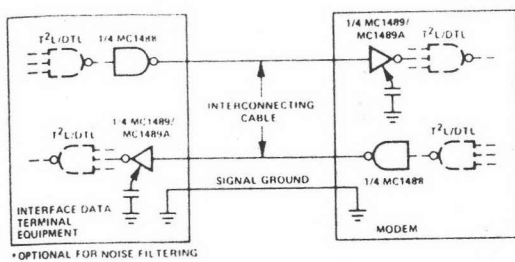 T²L/DTL
1/4 MC1488
1/4 MC1489/
MC1489A
T²L/DTL
T²L/DTL
1/4 MC1489/
MC1489A
INTERCONNECTING
CABLE
T²L/DTL
1/4 MC1488
SIGNAL GROUND
INTERFACE DATA
TERMINAL
EQUIPMENT
MODEM
*OPTIONAL FOR NOISE FILTERING